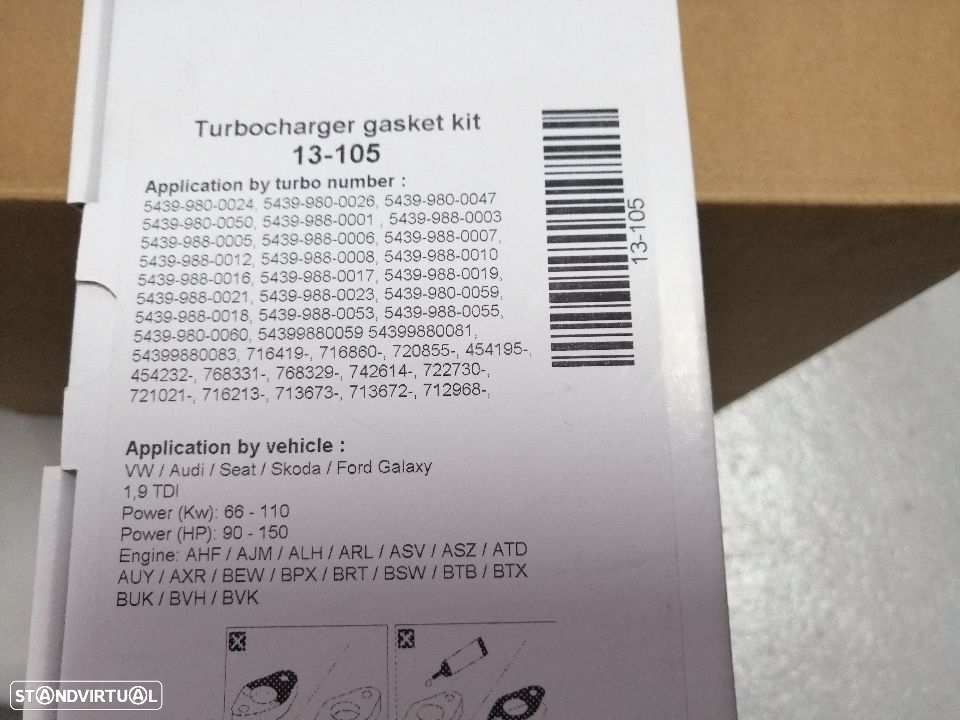 Turbocharger gasket kit
13-105
Application by turbo number :
5439-980-0024, 5439-980-0026, 5439-980-0047
5439-980-0050, 5439-988-0001 , 5439-988-0003
5439-988-0005, 5439-988-0006, 5439-988-0007,
5439-988-0012, 5439-988-0008, 5439-988-0010
5439-988-0016, 5439-988-0017, 5439-988-0019,
5439-988-0021, 5439-988-0023, 5439-980-0059,
5439-988-0018, 5439-988-0053, 5439-988-0055,
5439-980-0060, 54399880059 54399880081,
54399880083, 716419-, 716860-, 720855-, 454195-,
454232-, 768331-, 768329-, 742614-, 722730-,
721021-, 716213-, 713673-, 713672-, 712968-,
13-105
Application by vehicle :
VW / Audi / Seat / Skoda / Ford Galaxy
1,9 TDI
Power (Kw): 66 - 110
Power (HP): 90 - 150
Engine: AHF / AJM / ALH / ARL / ASV / ASZ / ATD
AUY / AXR / BEW / BPX / BRT / BSW / BTB / BTX
BUK / BVH / BVK
STANDVIRTUAL